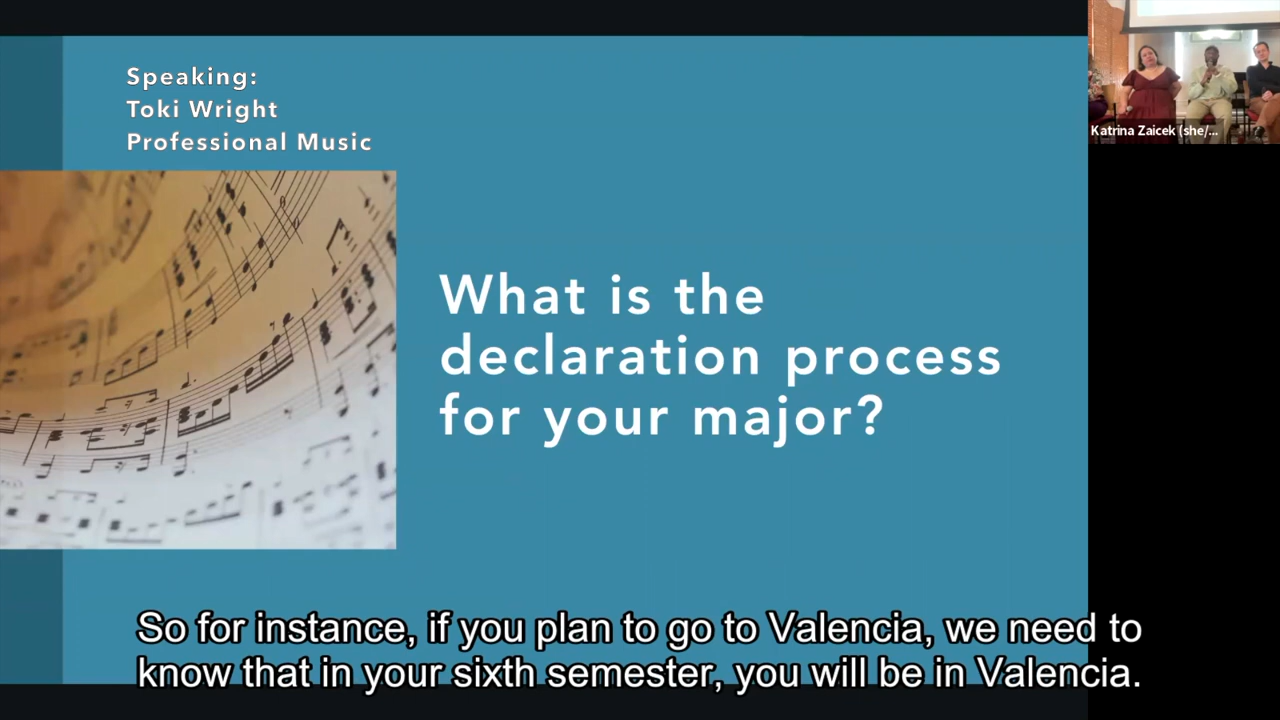 Speaking:
Toki Wright
Professional Music
Katrina Zaicek (she/...
What is the
declaration process
for your major?
So for instance, if you plan to go to Valencia, we need to
know that in your sixth semester, you will be in Valencia.